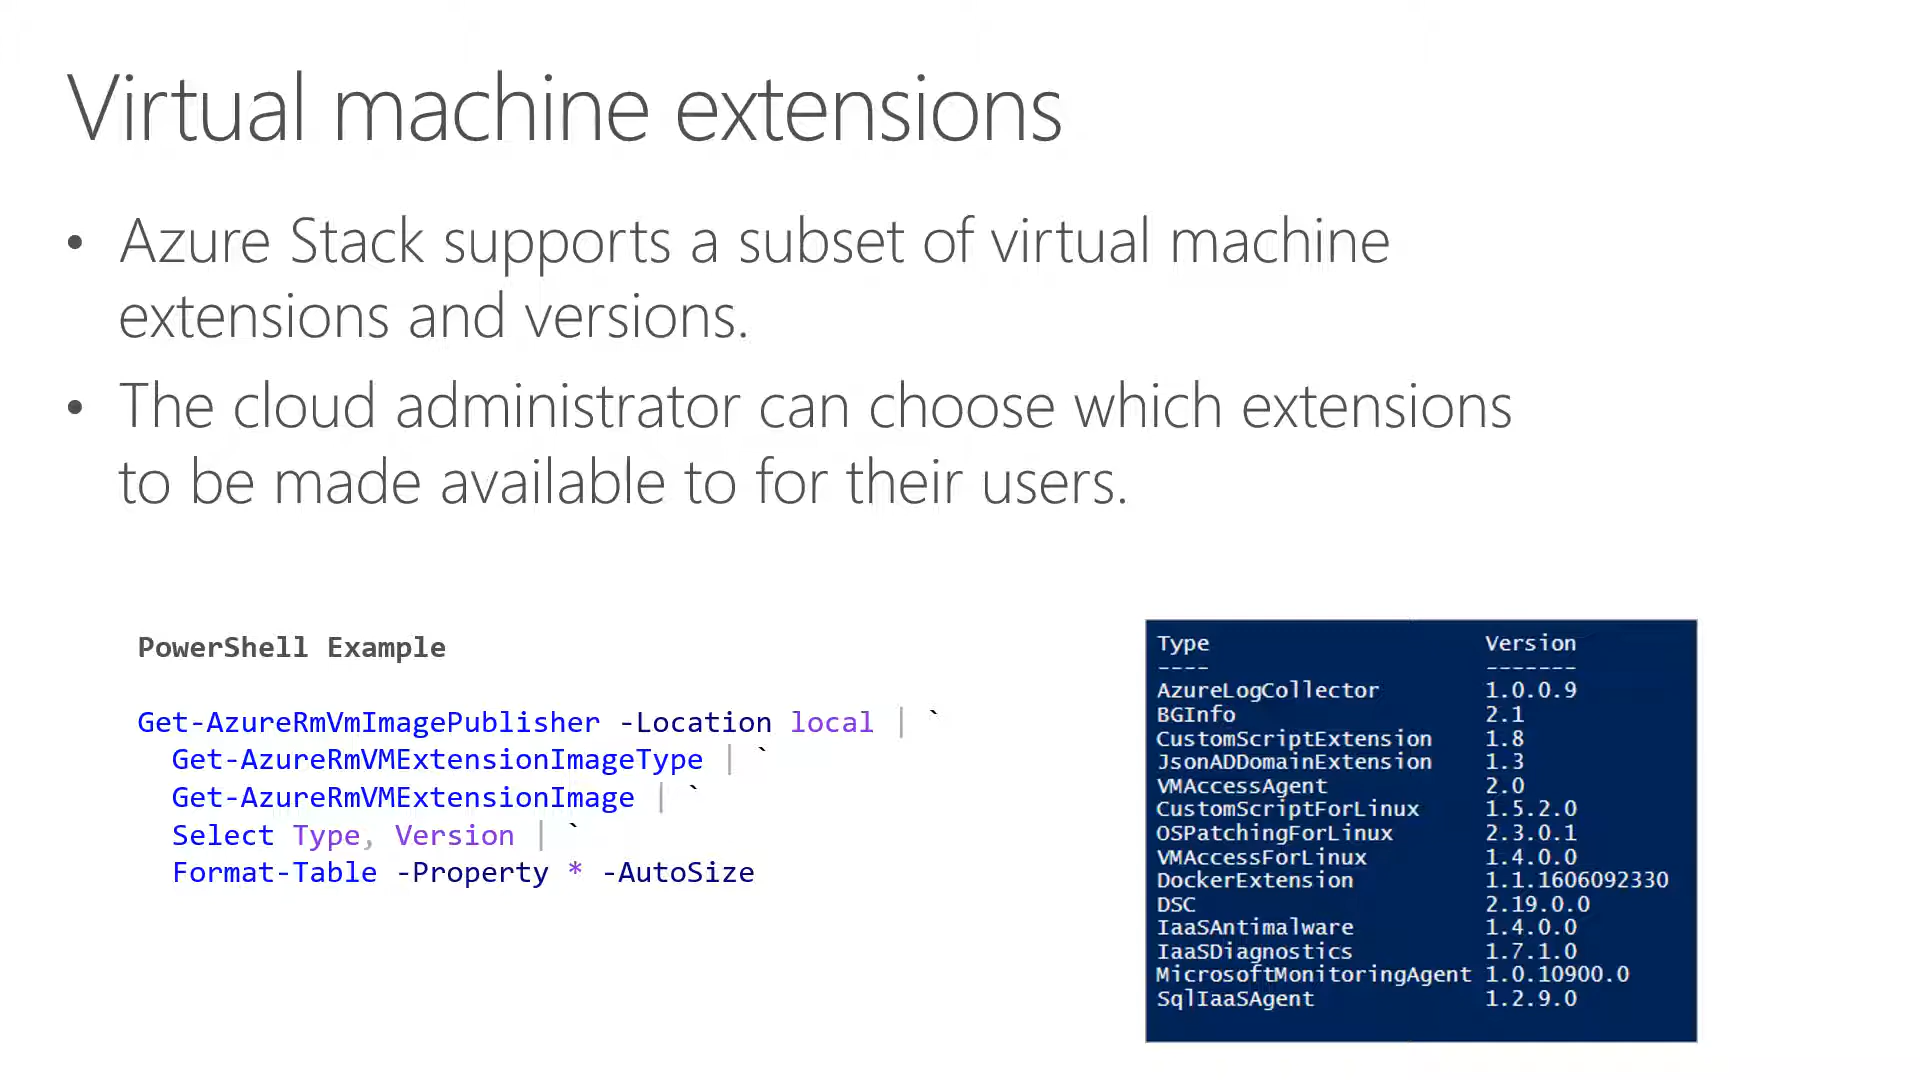 Virtual machine extensions
• Azure Stack supports a subset of virtual machine
extensions and versions.
• The cloud administrator can choose which extensions
to be made available to for their users.
PowerShell Example
Get-AzureRmVmImagePublisher -Location local | `
Get-AzureRmVMExtensionImageType | `
Get-AzureRmVMExtensionImage | `
Select Type, Version | `
Format-Table -Property * -AutoSize
Type Version
---- -------
AzureLogCollector 1.0.0.9
BGInfo 2.1
CustomScriptExtension 1.8
JsonADDomainExtension 1.3
VMAccessAgent 2.0
CustomScriptForLinux 1.5.2.0
OSPatchingForLinux 2.3.0.1
VMAccessForLinux 1.4.0.0
DockerExtension 1.1.1606092330
DSC 2.19.0.0
IaaSAntimalware 1.4.0.0
IaaSDiagnostics 1.7.1.0
MicrosoftMonitoringAgent 1.0.10900.0
SqlIaaSAgent 1.2.9.0